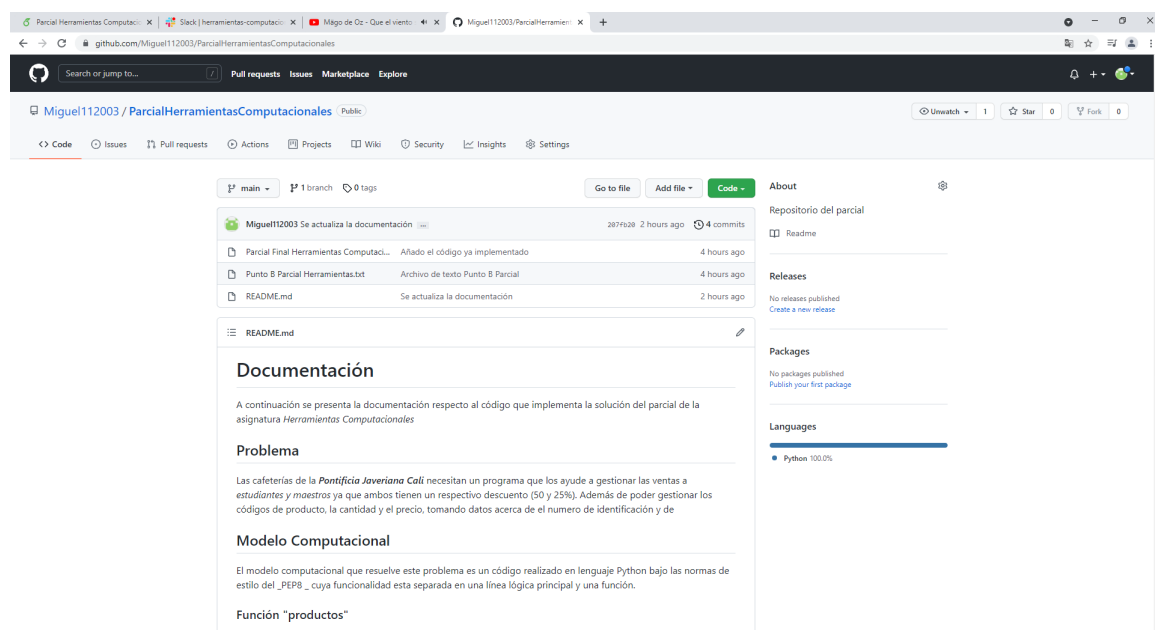 Parcial Herramientas Computacio
Slack | herramientas-computacio
Mägo de Oz - Que el viento
Miguel112003/ParcialHerramient
github.com/Miguel112003/ParcialHerramientasComputacionales
Search or jump to... /
Pull requests Issues Marketplace Explore
Miguel112003 / ParcialHerramientasComputacionales Public
Unwatch 1 Star 0 Fork 0
Code Issues Pull requests Actions Projects Wiki Security Insights Settings
main 1 branch 0 tags
Go to file Add file Code
Miguel112003 Se actualiza la documentación ... 207fb20 2 hours ago 4 commits
Parcial Final Herramientas Computaci... Añado el código ya implementado 4 hours ago
Punto B Parcial Herramientas.txt Archivo de texto Punto B Parcial 4 hours ago
README.md Se actualiza la documentación 2 hours ago
README.md
Documentación
A continuación se presenta la documentación respecto al código que implementa la solución del parcial de la
asignatura Herramientas Computacionales
Problema
Las cafeterías de la Pontificia Javeriana Cali necesitan un programa que los ayude a gestionar las ventas a
estudiantes y maestros ya que ambos tienen un respectivo descuento (50 y 25%). Además de poder gestionar los
códigos de producto, la cantidad y el precio, tomando datos acerca de el numero de identificación y de
Modelo Computacional
El modelo computacional que resuelve este problema es un código realizado en lenguaje Python bajo las normas de
estilo del _PEP8 _ cuya funcionalidad esta separada en una línea lógica principal y una función.
Función "productos"
About
Repositorio del parcial
Readme
Releases
No releases published
Create a new release
Packages
No packages published
Publish your first package
Languages
Python 100.0%